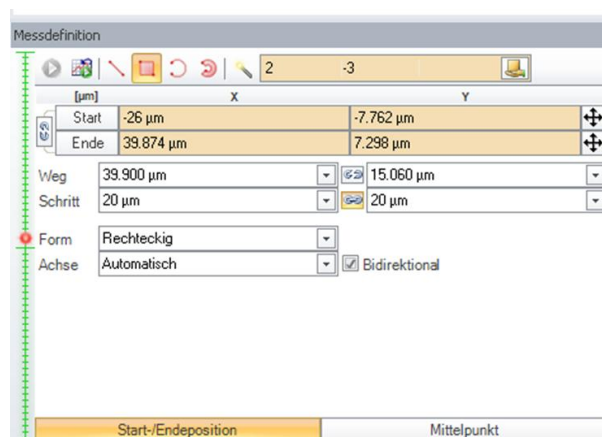 Messdefinition
2 -3
[µm] X Y
Start -26 µm -7.762 µm
Ende 39.874 µm 7.298 µm
Weg 39.900 µm 15.060 µm
Schritt 20 µm 20 µm
Form Rechteckig
Achse Automatisch Bidirektional
Start-/Endeposition Mittelpunkt